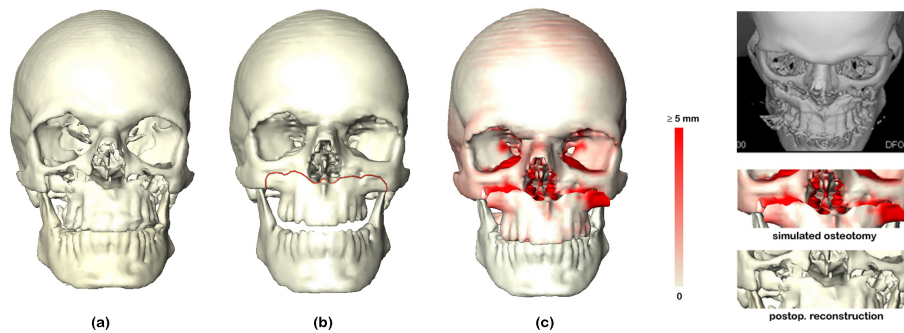 ≥ 5 mm
0
(a)
(b)
(c)
00
DFO
simulated osteotomy
postop. reconstruction